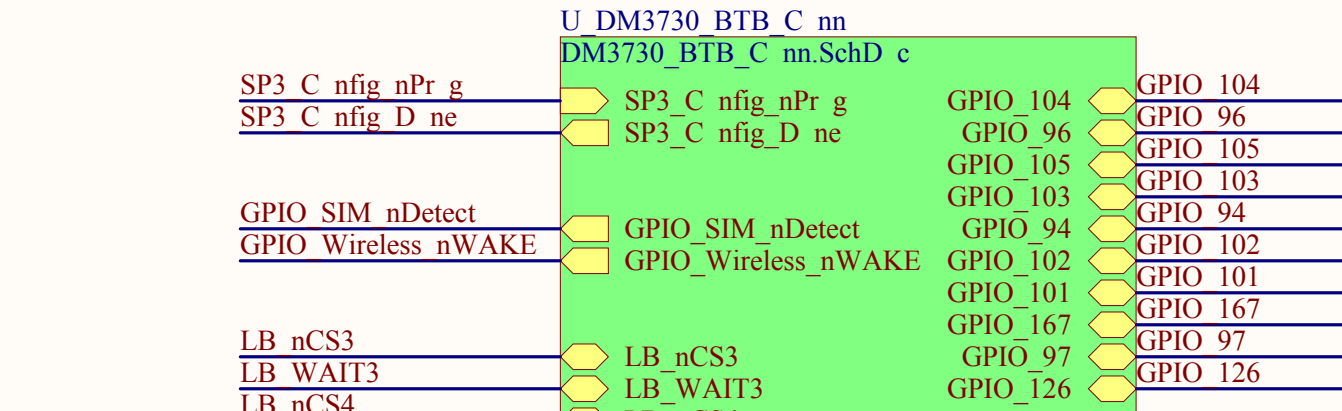 U_DM3730_BTB_C nn
DM3730_BTB_C nn.SchD c
SP3_C nfig_nPr g
SP3_C nfig_nPr g
GPIO_104
GPIO_104
SP3_C nfig_D ne
SP3_C nfig_D ne
GPIO_96
GPIO_96
GPIO_105
GPIO_105
GPIO_103
GPIO_103
GPIO_SIM_nDetect
GPIO_SIM_nDetect
GPIO_94
GPIO_94
GPIO_Wireless_nWAKE
GPIO_Wireless_nWAKE
GPIO_102
GPIO_102
GPIO_101
GPIO_101
GPIO_167
GPIO_167
LB_nCS3
LB_nCS3
GPIO_97
GPIO_97
LB_WAIT3
LB_WAIT3
GPIO_126
GPIO_126
LB_nCS4